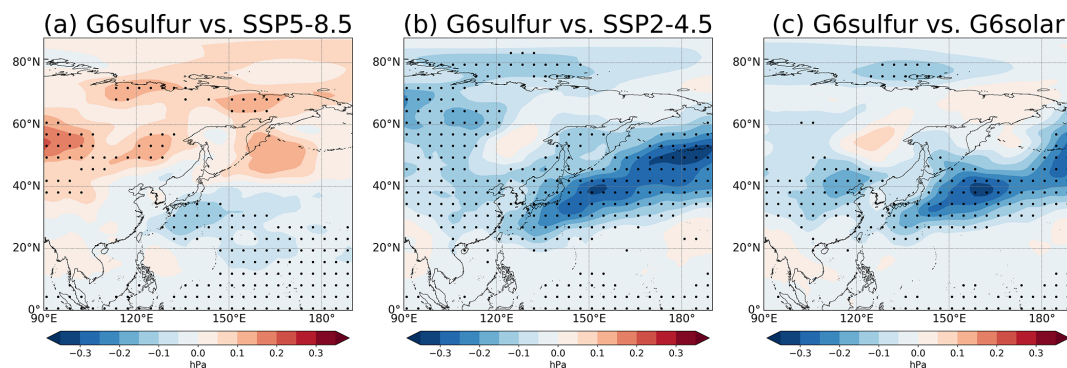 (a) G6sulfur vs. SSP5-8.5
(b) G6sulfur vs. SSP2-4.5
(c) G6sulfur vs. G6solar
80°N
60°N
40°N
20°N
0°
90°E 120°E 150°E 180°
80°N
60°N
40°N
20°N
0°
90°E 120°E 150°E 180°
80°N
60°N
40°N
20°N
0°
90°E 120°E 150°E 180°
−0.3 −0.2 −0.1 0.0 0.1 0.2 0.3
hPa
−0.3 −0.2 −0.1 0.0 0.1 0.2 0.3
hPa
−0.3 −0.2 −0.1 0.0 0.1 0.2 0.3
hPa